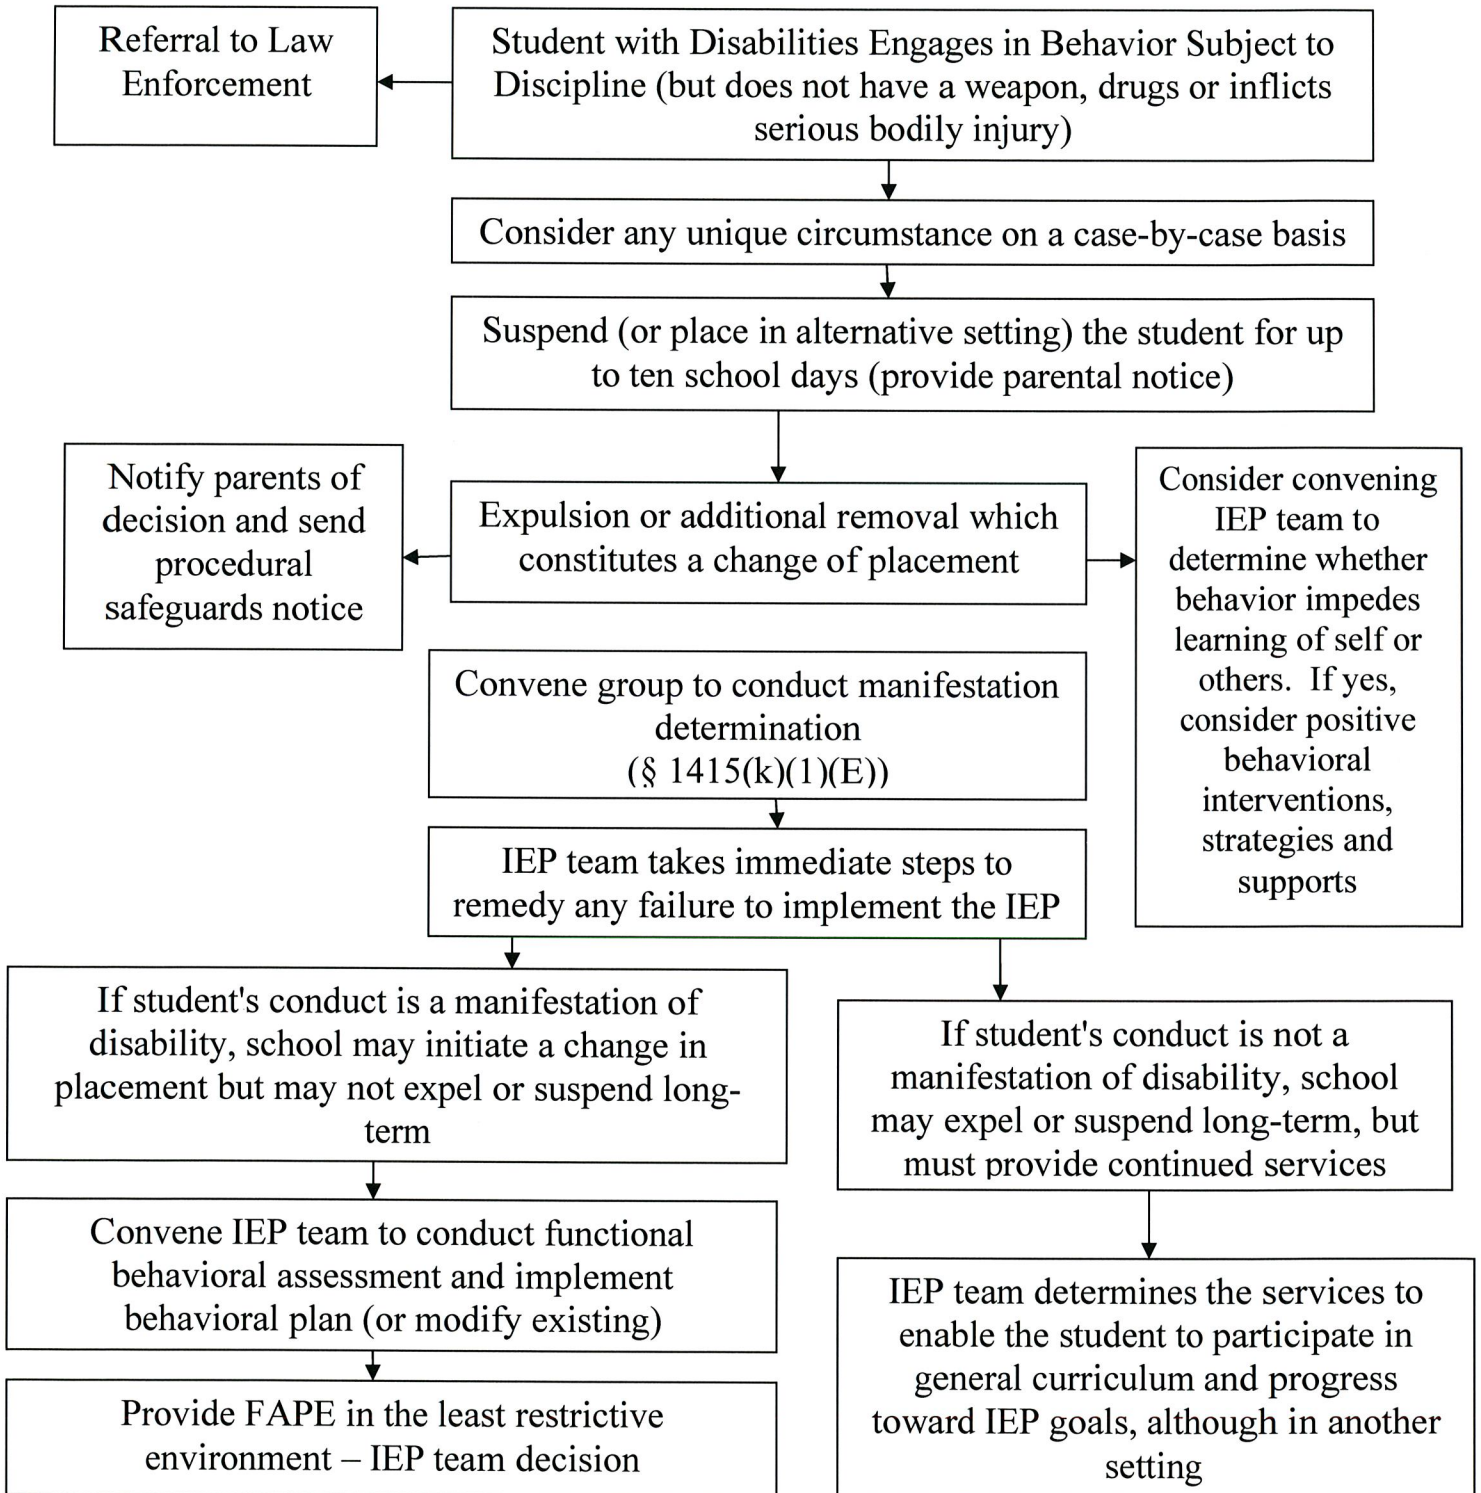 Referral to Law
Enforcement
Student with Disabilities Engages in Behavior Subject to
Discipline (but does not have a weapon, drugs or inflicts
serious bodily injury)
Consider any unique circumstance on a case-by-case basis
Suspend (or place in alternative setting) the student for up
to ten school days (provide parental notice)
Notify parents of
decision and send
procedural
safeguards notice
Expulsion or additional removal which
constitutes a change of placement
Consider convening
IEP team to
determine whether
behavior impedes
learning of self or
others.  If yes,
consider positive
behavioral
interventions,
strategies and
supports
Convene group to conduct manifestation
determination
(§ 1415(k)(1)(E))
IEP team takes immediate steps to
remedy any failure to implement the IEP
If student's conduct is a manifestation of
disability, school may initiate a change in
placement but may not expel or suspend long-
term
If student's conduct is not a
manifestation of disability, school
may expel or suspend long-term, but
must provide continued services
Convene IEP team to conduct functional
behavioral assessment and implement
behavioral plan (or modify existing)
IEP team determines the services to
enable the student to participate in
general curriculum and progress
toward IEP goals, although in another
setting
Provide FAPE in the least restrictive
environment – IEP team decision